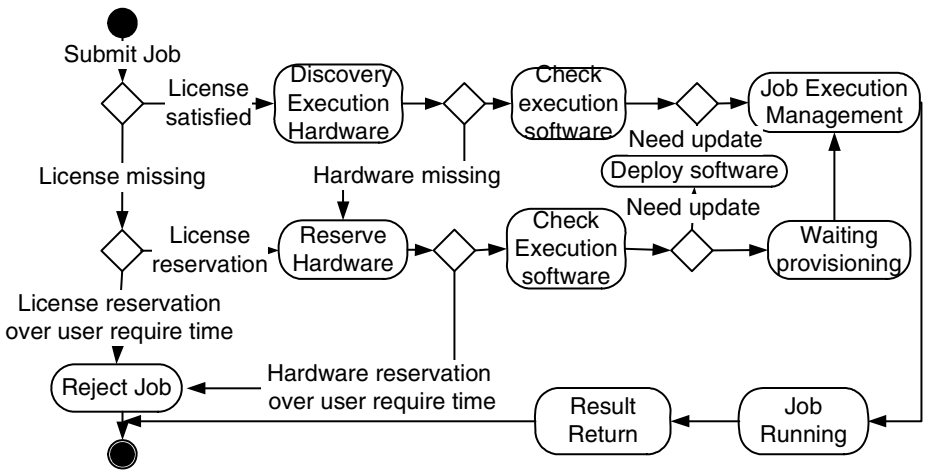 Submit Job
License
satisfied
Discovery
Execution
Hardware
Check
execution
software
Job Execution
Management
Need update
Deploy software
License missing
Hardware missing
Need update
License
reservation
Reserve
Hardware
Check
Execution
software
Waiting
provisioning
License reservation
over user require time
Reject Job
Hardware reservation
over user require time
Result
Return
Job
Running